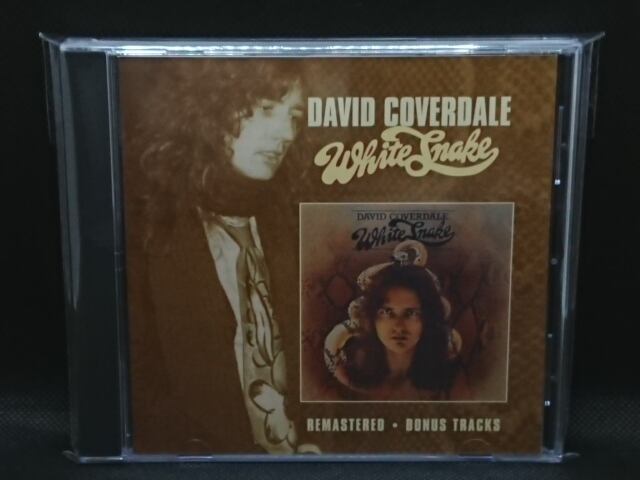 DAVID COVERDALE
White Snake
DAVID COVERDALE
White Snake
REMASTERED • BONUS TRACKS